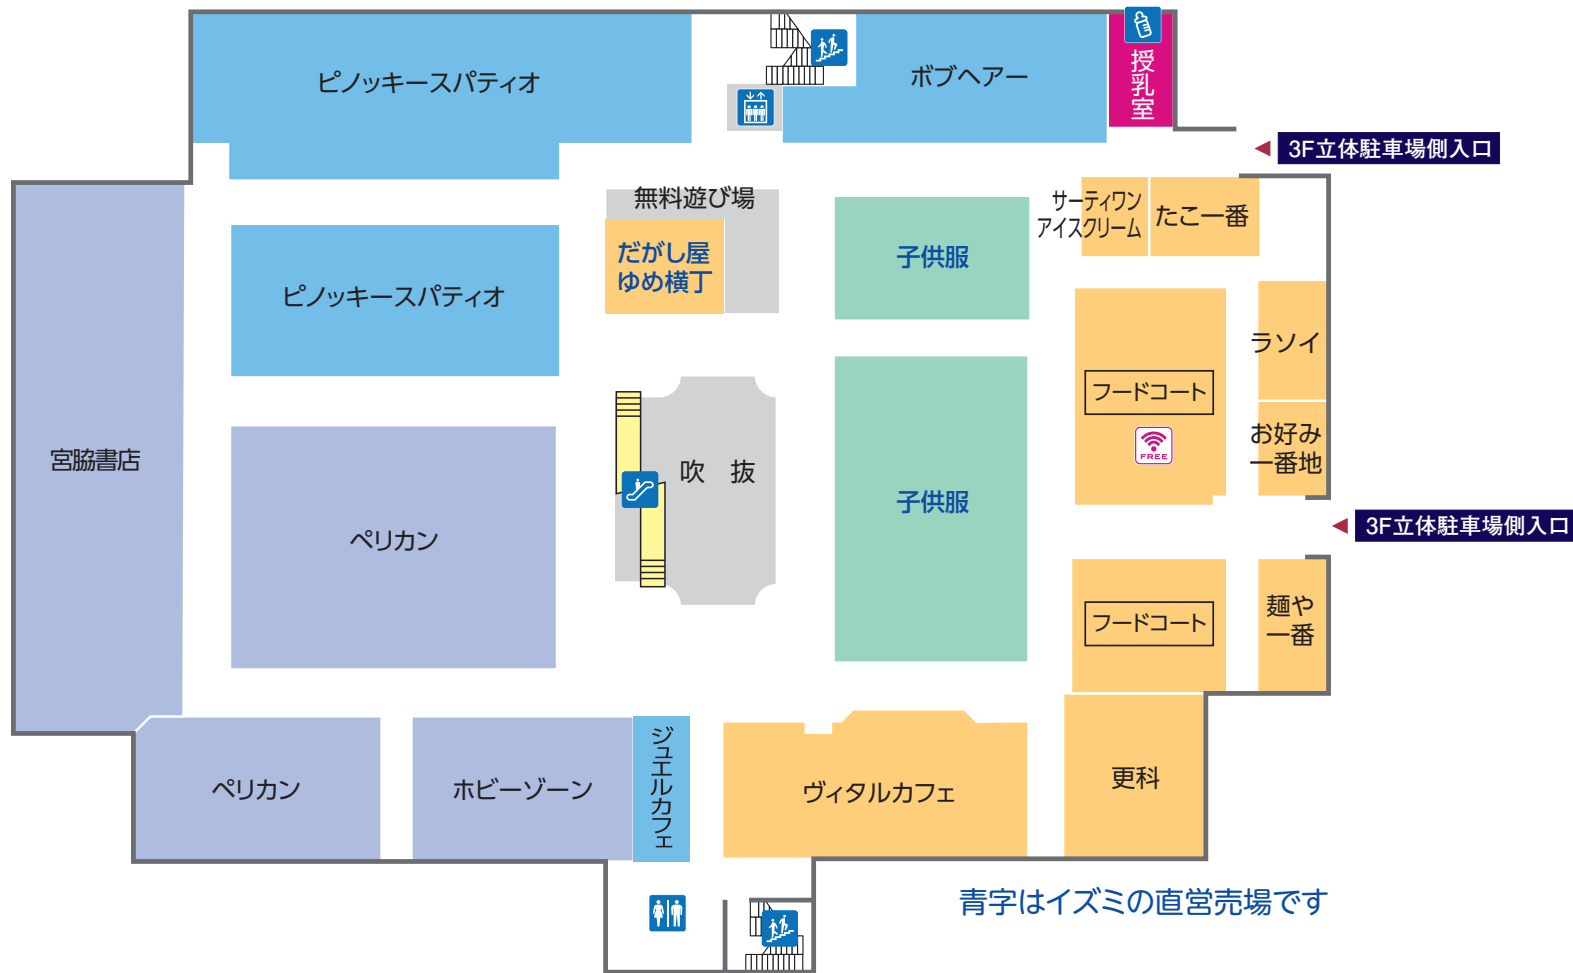 ピノッキースパティオ
ボブヘアー
授乳室
3F立体駐車場側入口
無料遊び場
だがし屋
ゆめ横丁
子供服
サーティワン
アイスクリーム
たこ一番
ピノッキースパティオ
ラソイ
フードコート
FREE
お好み
一番地
宮脇書店
吹 抜
子供服
3F立体駐車場側入口
ペリカン
フードコート
麺や
一番
ペリカン
ホビーゾーン
ジュエルカフェ
ヴィタルカフェ
更科
青字はイズミの直営売場です